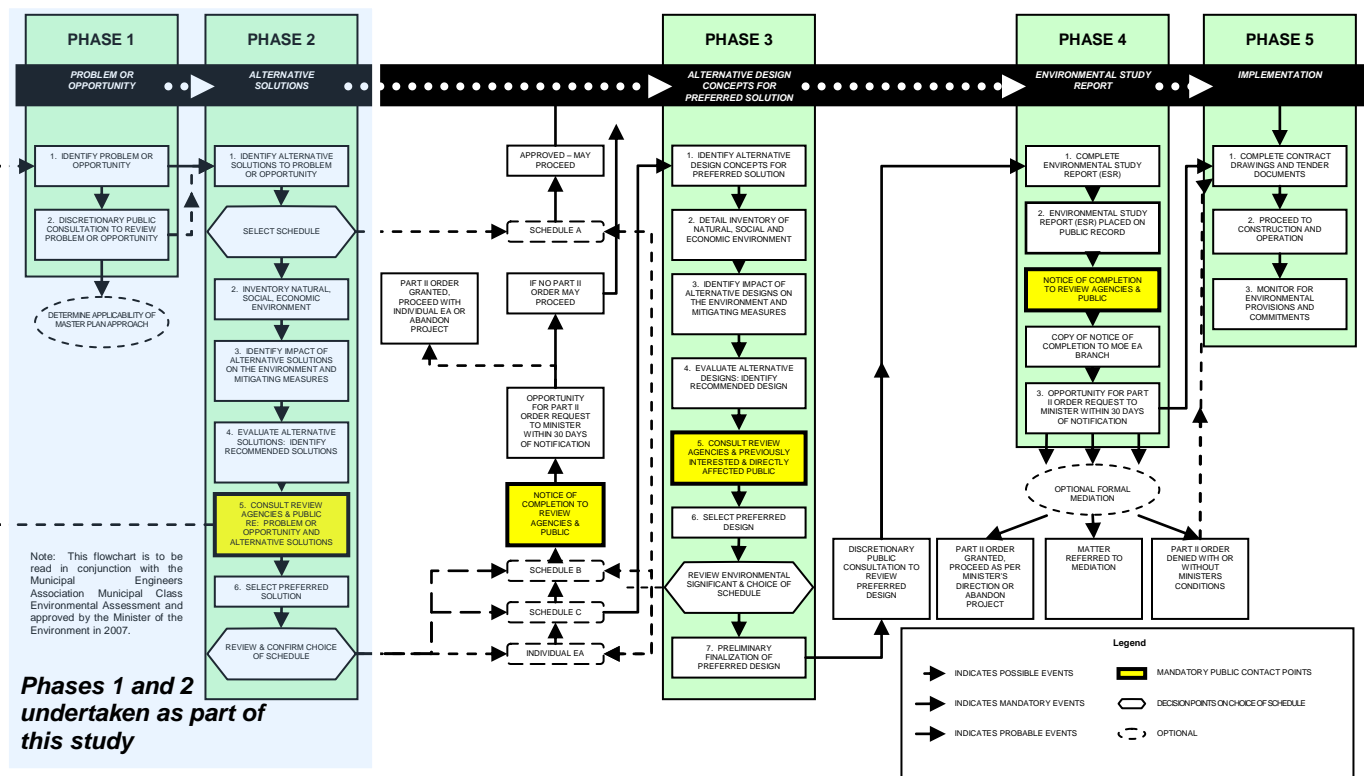 PHASE 1
PROBLEM OR
OPPORTUNITY
1. IDENTIFY PROBLEM OR
OPPORTUNITY
2. DISCRETIONARY PUBLIC
CONSULTATION TO REVIEW
PROBLEM OR OPPORTUNITY
DETERMINE APPLICABILITY OF
MASTER PLAN APPROACH
Note: This flowchart is to be
read in conjunction with the
Municipal Engineers
Association Municipal Class
Environmental Assessment and
approved by the Minister of the
Environment in 2007.
Phases 1 and 2
undertaken as part of
this study
PHASE 2
ALTERNATIVE
SOLUTIONS
1. IDENTIFY ALTERNATIVE
SOLUTIONS TO PROBLEM
OR OPPORTUNITY
SELECT SCHEDULE
2. INVENTORY NATURAL,
SOCIAL, ECONOMIC
ENVIRONMENT
3. IDENTIFY IMPACT OF
ALTERNATIVE SOLUTIONS
ON THE ENVIRONMENT AND
MITIGATING MEASURES
4. EVALUATE ALTERNATIVE
SOLUTIONS: IDENTIFY
RECOMMENDED SOLUTIONS
5. CONSULT REVIEW
AGENCIES & PUBLIC
RE: PROBLEM OR
OPPORTUNITY AND
ALTERNATIVE SOLUTIONS
6. SELECT PREFERRED
SOLUTION
REVIEW & CONFIRM CHOICE
OF SCHEDULE
APPROVED – MAY
PROCEED
SCHEDULE A
PART II ORDER
GRANTED,
PROCEED WITH
INDIVIDUAL EA OR
ABANDON
PROJECT
IF NO PART II
ORDER MAY
PROCEED
OPPORTUNITY
FOR PART II
ORDER REQUEST
TO MINISTER
WITHIN 30 DAYS
OF NOTIFICATION
NOTICE OF
COMPLETION TO
REVIEW
AGENCIES &
PUBLIC
SCHEDULE B
SCHEDULE C
INDIVIDUAL EA
PHASE 3
ALTERNATIVE DESIGN
CONCEPTS FOR
PREFERRED SOLUTION
1. IDENTIFY ALTERNATIVE
DESIGN CONCEPTS FOR
PREFERRED SOLUTION
2. DETAIL INVENTORY OF
NATURAL, SOCIAL AND
ECONOMIC ENVIRONMENT
3. IDENTIFY IMPACT OF
ALTERNATIVE DESIGNS ON
THE ENVIRONMENT AND
MITIGATING MEASURES
4. EVALUATE ALTERNATIVE
DESIGNS: IDENTIFY
RECOMMENDED DESIGN
5. CONSULT REVIEW
AGENCIES & PREVIOUSLY
INTERESTED & DIRECTLY
AFFECTED PUBLIC
6. SELECT PREFERRED
DESIGN
REVIEW ENVIRONMENTAL
SIGNIFICANT & CHOICE OF
SCHEDULE
7. PRELIMINARY
FINALIZATION OF
PREFERRED DESIGN
DISCRETIONARY
PUBLIC
CONSULTATION TO
REVIEW
PREFERRED
DESIGN
PHASE 4
ENVIRONMENTAL STUDY
REPORT
1. COMPLETE
ENVIRONMENTAL STUDY
REPORT (ESR)
2. ENVIRONMENTAL STUDY
REPORT (ESR) PLACED ON
PUBLIC RECORD
NOTICE OF COMPLETION
TO REVIEW AGENCIES &
PUBLIC
COPY OF NOTICE OF
COMPLETION TO MOE EA
BRANCH
3. OPPORTUNITY FOR PART
II ORDER REQUEST TO
MINISTER WITHIN 30 DAYS
OF NOTIFICATION
OPTIONAL FORMAL
MEDIATION
PART II ORDER
GRANTED,
PROCEED AS PER
MINISTER'S
DIRECTION OR
ABANDON
PROJECT
MATTER
REFERRED TO
MEDIATION
PART II ORDER
DENIED WITH OR
WITHOUT
MINISTERS
CONDITIONS
PHASE 5
IMPLEMENTATION
1. COMPLETE CONTRACT
DRAWINGS AND TENDER
DOCUMENTS
2. PROCEED TO
CONSTRUCTION AND
OPERATION
3. MONITOR FOR
ENVIRONMENTAL
PROVISIONS AND
COMMITMENTS
Legend
INDICATES POSSIBLE EVENTS
INDICATES MANDATORY EVENTS
INDICATES PROBABLE EVENTS
MANDATORY PUBLIC CONTACT POINTS
DECISION POINTS ON CHOICE OF SCHEDULE
OPTIONAL